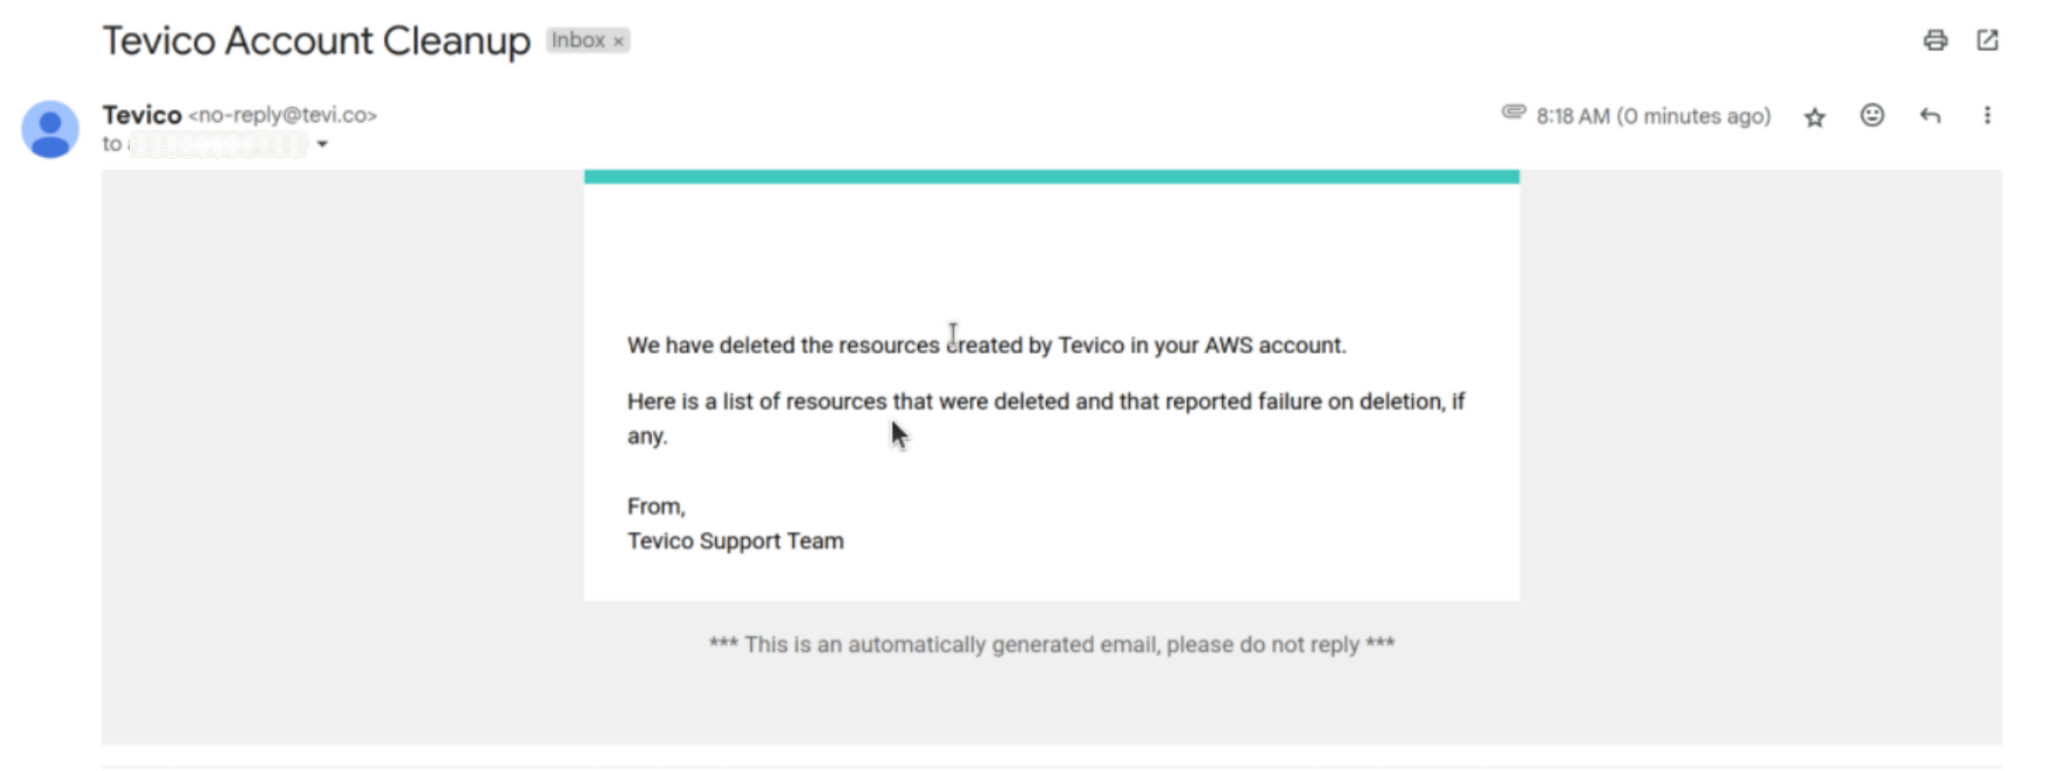 Tevico Account Cleanup Inbox ×
Tevico <no-reply@tevi.co> 8:18 AM (0 minutes ago)
to
We have deleted the resources created by Tevico in your AWS account.
Here is a list of resources that were deleted and that reported failure on deletion, if
any.
From,
Tevico Support Team
*** This is an automatically generated email, please do not reply ***